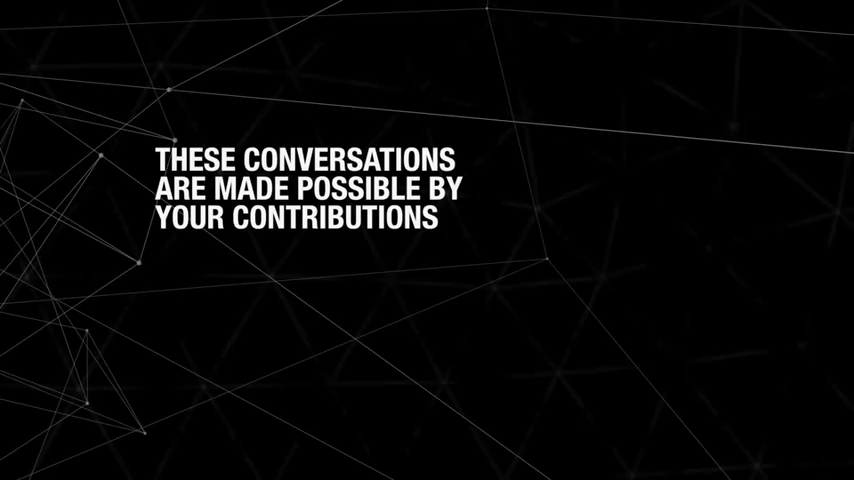 THESE CONVERSATIONS
ARE MADE POSSIBLE BY
YOUR CONTRIBUTIONS